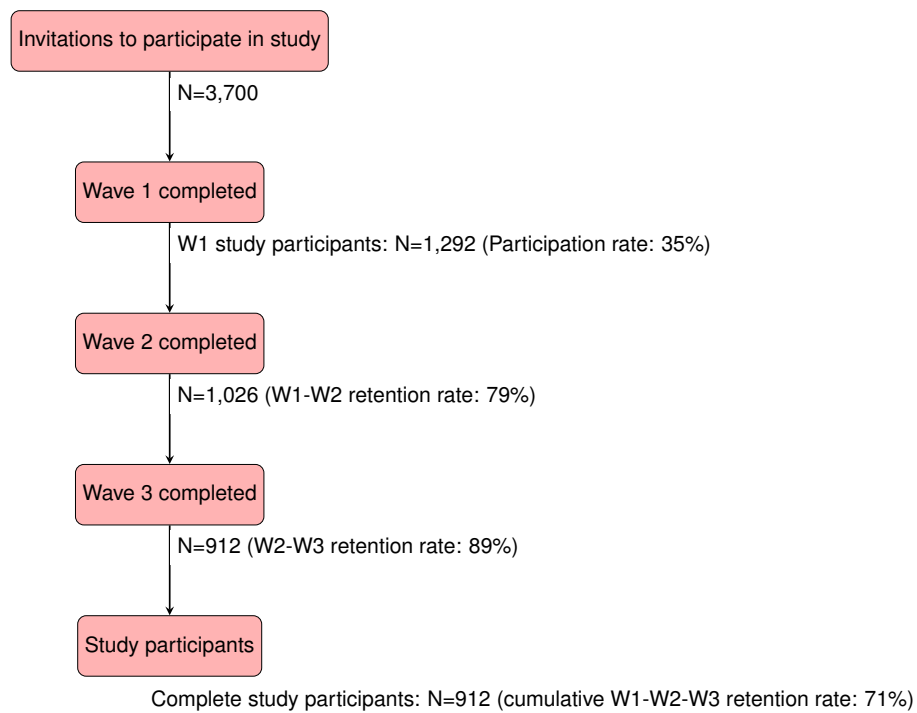 Invitations to participate in study
N=3,700
Wave 1 completed
W1 study participants: N=1,292 (Participation rate: 35%)
Wave 2 completed
N=1,026 (W1-W2 retention rate: 79%)
Wave 3 completed
N=912 (W2-W3 retention rate: 89%)
Study participants
Complete study participants: N=912 (cumulative W1-W2-W3 retention rate: 71%)